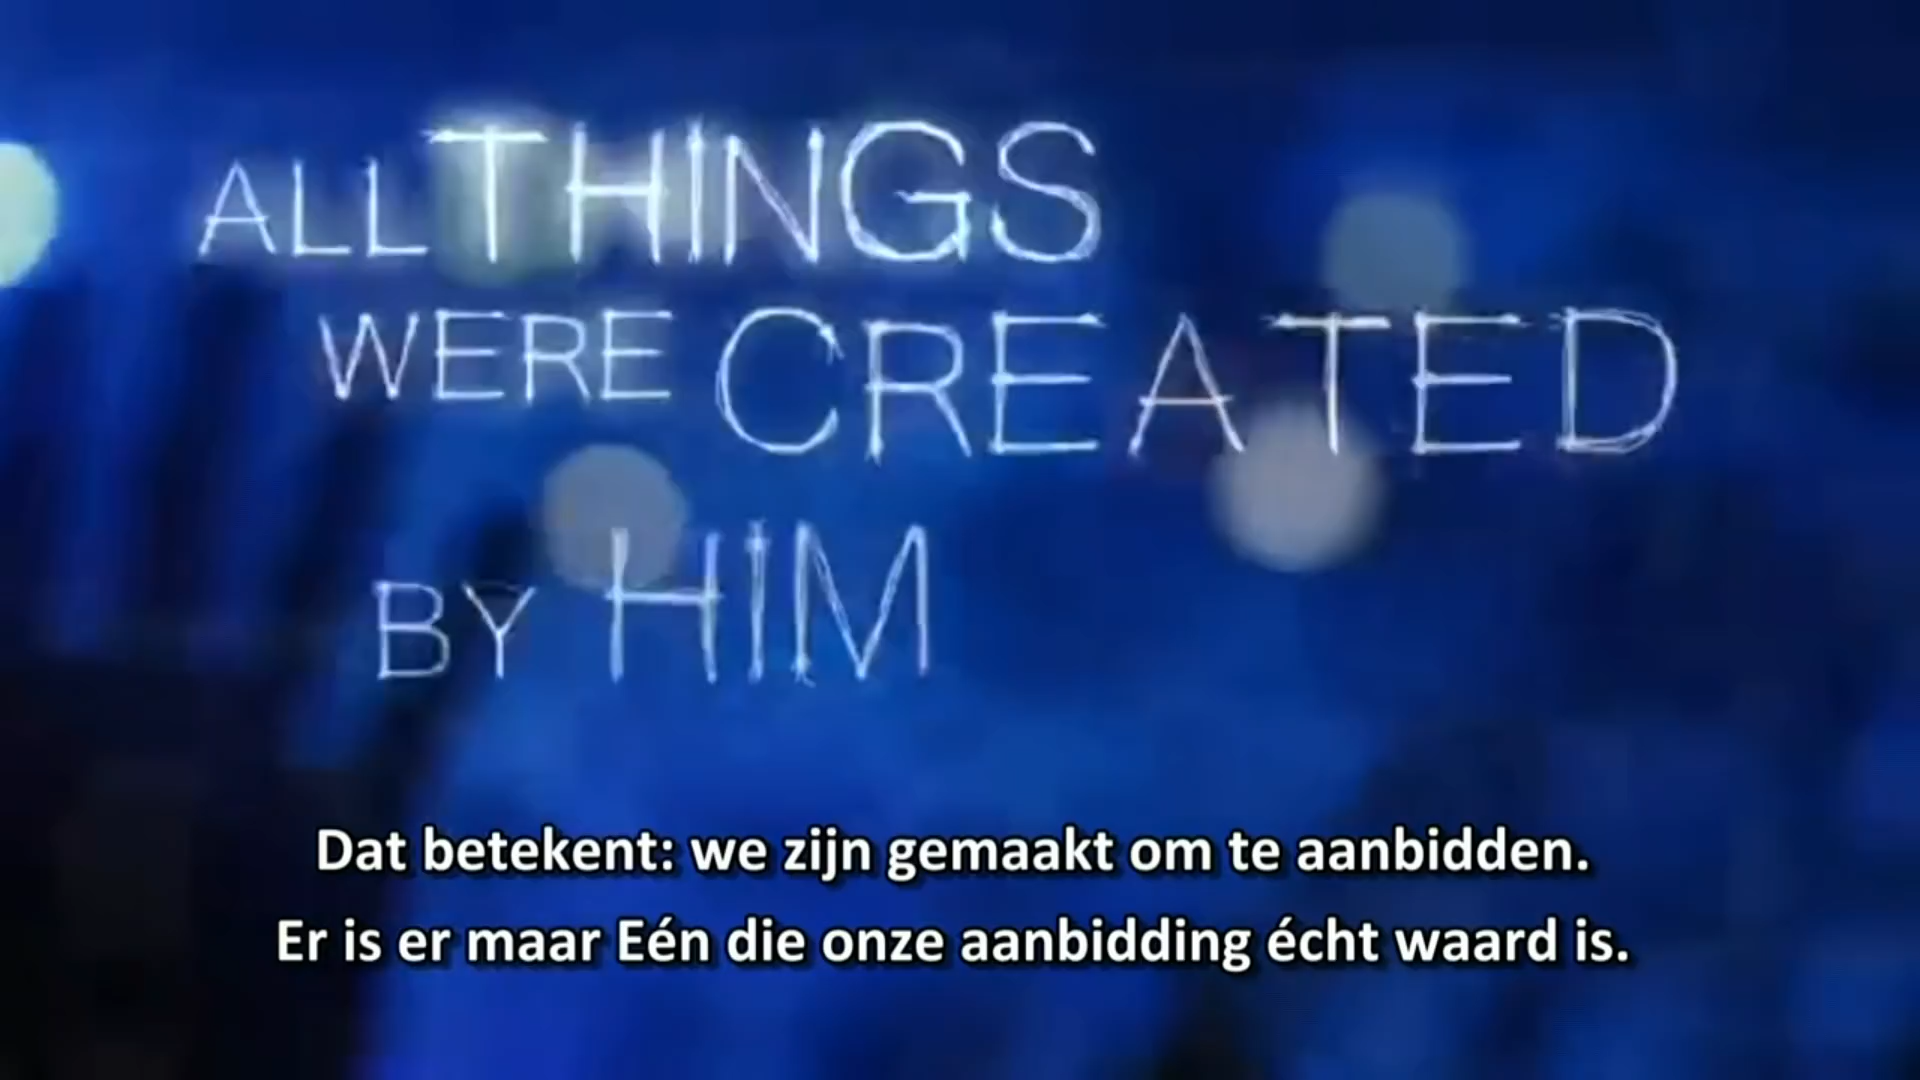 ALL THINGS
WERE CREATED
BY HIM
Dat betekent: we zijn gemaakt om te aanbidden.
Er is er maar Eén die onze aanbidding écht waard is.